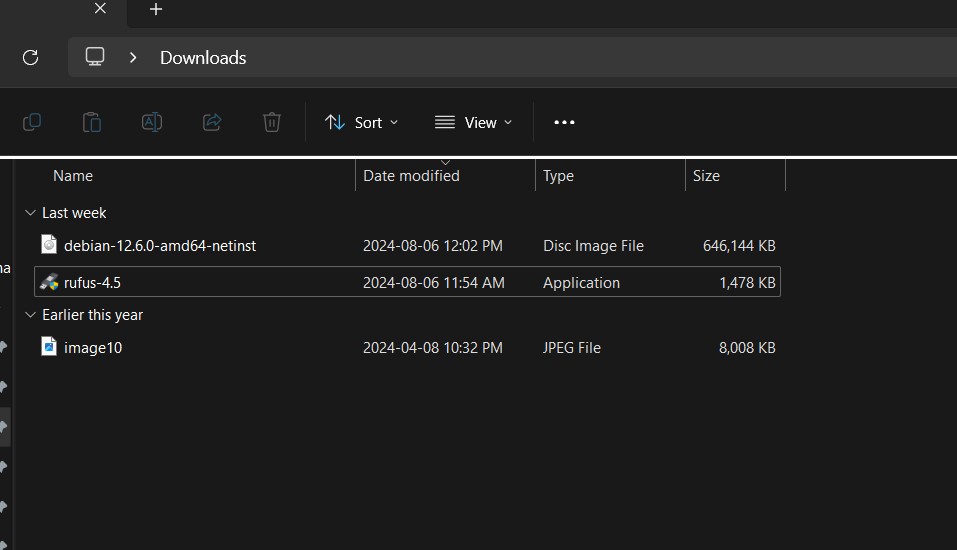 Downloads
Sort View
Name Date modified Type Size
Last week
debian-12.6.0-amd64-netinst 2024-08-06 12:02 PM Disc Image File 646,144 KB
na
rufus-4.5 2024-08-06 11:54 AM Application 1,478 KB
Earlier this year
image10 2024-04-08 10:32 PM JPEG File 8,008 KB